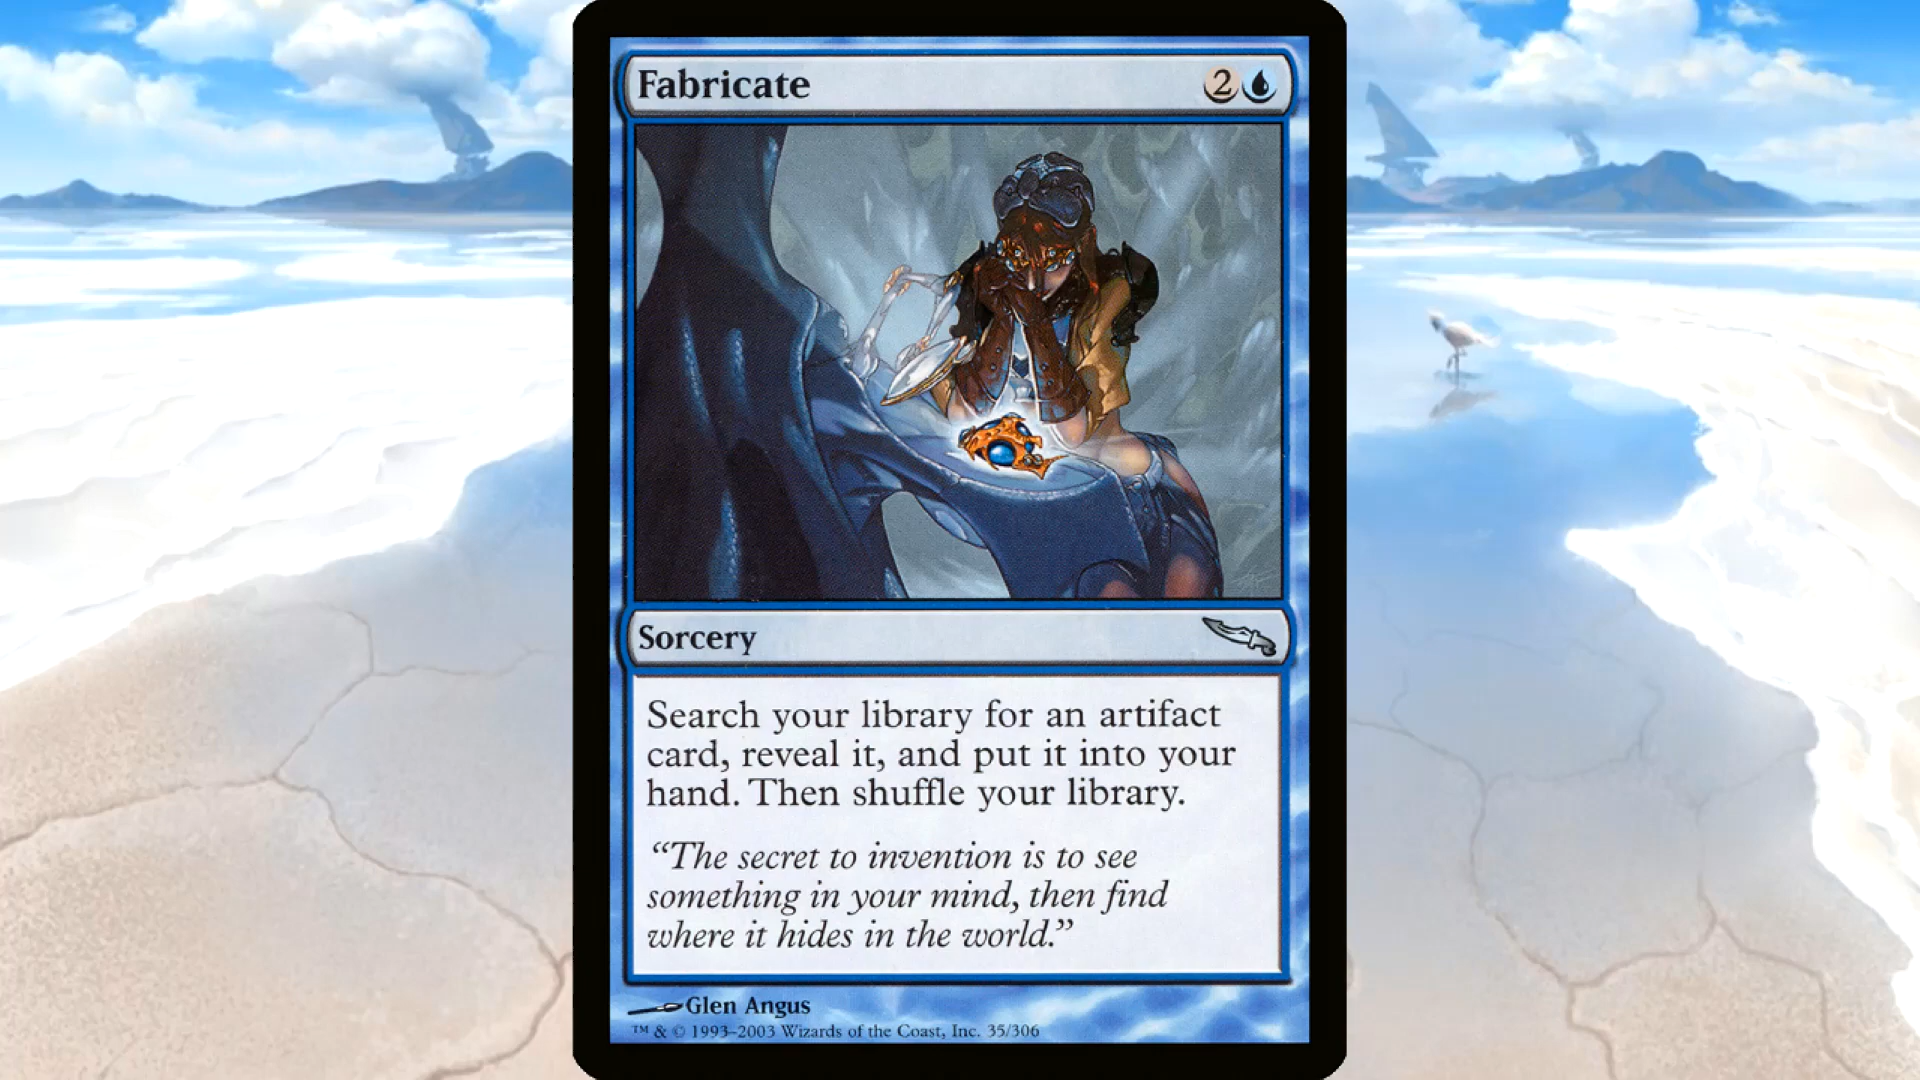 Fabricate 2
Sorcery
Search your library for an artifact
card, reveal it, and put it into your
hand. Then shuffle your library.
“The secret to invention is to see
something in your mind, then find
where it hides in the world.”
Glen Angus
™ & © 1993–2003 Wizards of the Coast, Inc. 35/306